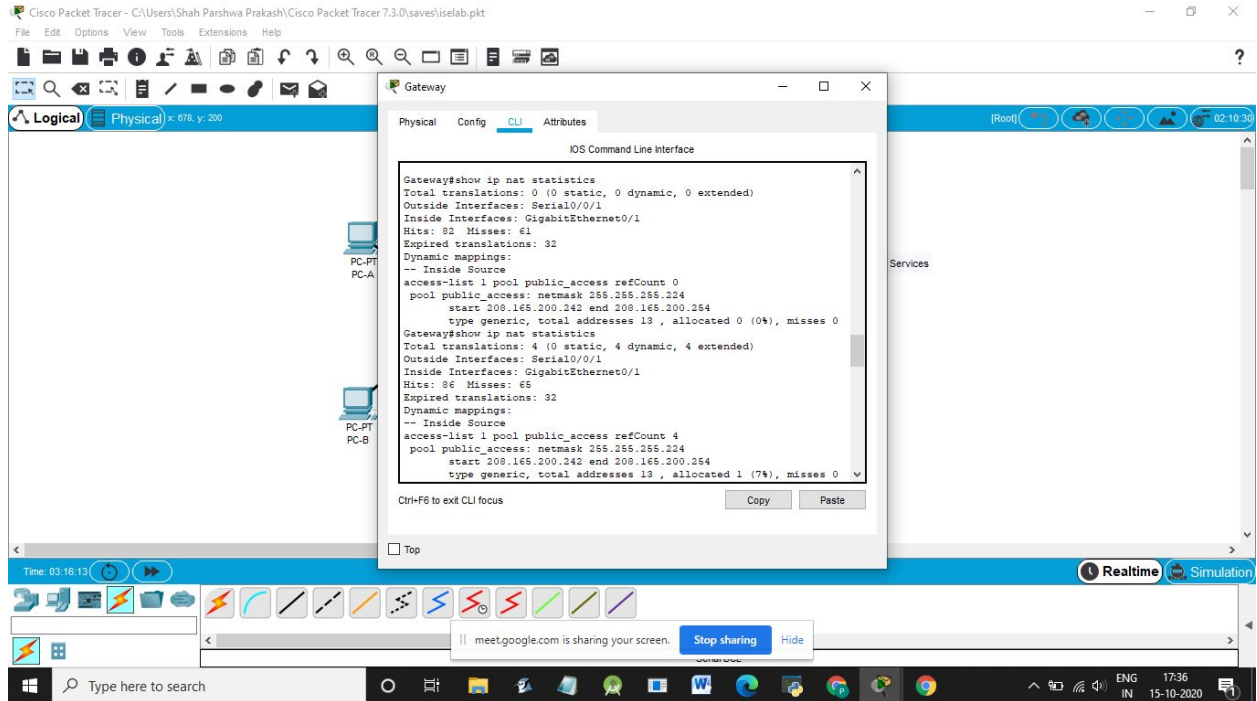 Cisco Packet Tracer - C:\Users\Shah Parshwa Prakash\Cisco Packet Tracer 7.3.0\saves\iselab.pkt
File Edit Options View Tools Extensions Help
?
Gateway
Logical Physical x: 678, y: 200
[Root] 02:10:30
Physical Config CLI Attributes
IOS Command Line Interface
Gateway#show ip nat statistics
Total translations: 0 (0 static, 0 dynamic, 0 extended)
Outside Interfaces: Serial0/0/1
Inside Interfaces: GigabitEthernet0/1
Hits: 82 Misses: 61
Expired translations: 32
Dynamic mappings:
-- Inside Source
access-list 1 pool public_access refCount 0
pool public_access: netmask 255.255.255.224
start 208.165.200.242 end 208.165.200.254
type generic, total addresses 13 , allocated 0 (0%), misses 0
Gateway#show ip nat statistics
Total translations: 4 (0 static, 4 dynamic, 4 extended)
Outside Interfaces: Serial0/0/1
Inside Interfaces: GigabitEthernet0/1
Hits: 86 Misses: 65
Expired translations: 32
Dynamic mappings:
-- Inside Source
access-list 1 pool public_access refCount 4
pool public_access: netmask 255.255.255.224
start 208.165.200.242 end 208.165.200.254
type generic, total addresses 13 , allocated 1 (7%), misses 0
Ctrl+F6 to exit CLI focus
Copy Paste
Top
PC-PT
PC-A
Services
PC-PT
PC-B
Time: 03:16:13
Realtime Simulation
meet.google.com is sharing your screen. Stop sharing Hide
Type here to search
ENG 17:36
IN 15-10-2020